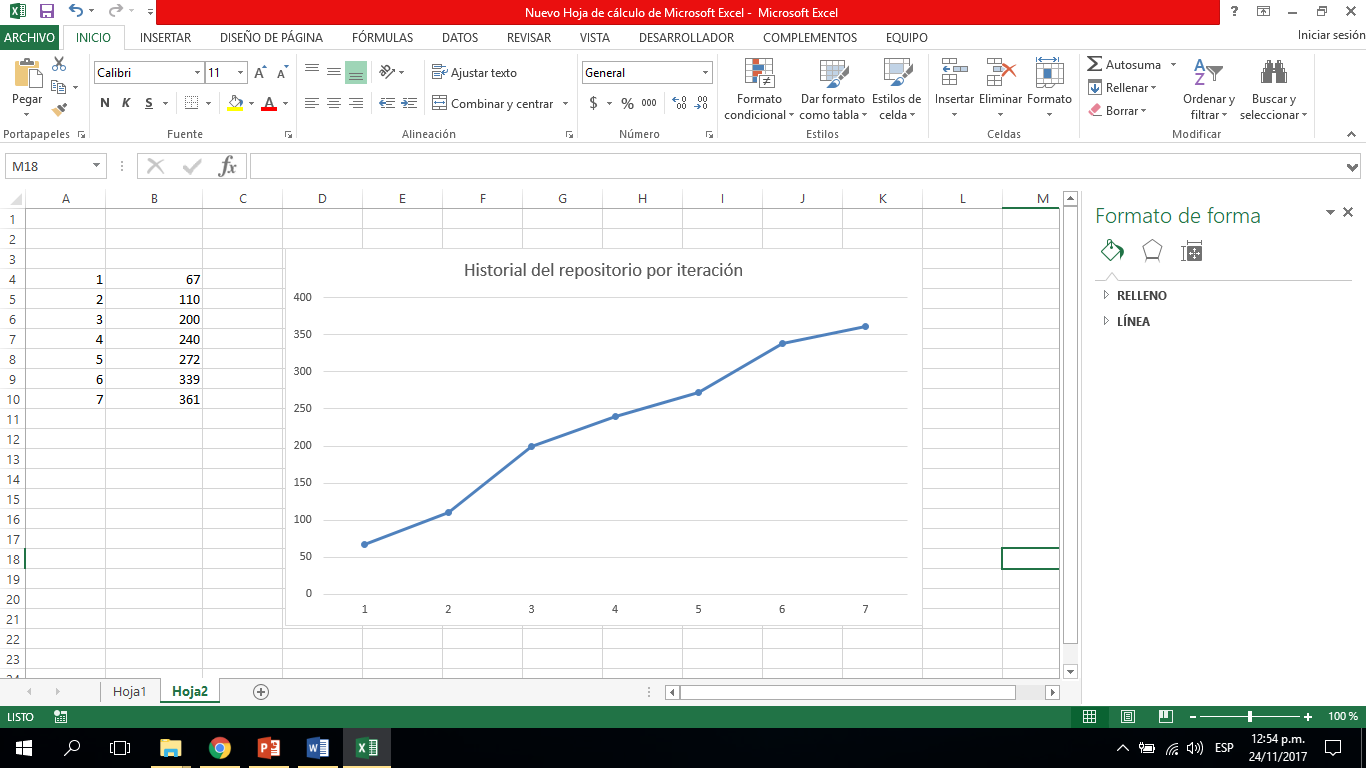 Nuevo Hoja de cálculo de Microsoft Excel - Microsoft Excel
?
ARCHIVO INICIO INSERTAR DISEÑO DE PÁGINA FÓRMULAS DATOS REVISAR VISTA DESARROLLADOR COMPLEMENTOS EQUIPO Iniciar sesión
Calibri 11 Ajustar texto General Autosuma
Pegar Formato condicional Dar formato como tabla Estilos de celda Insertar Eliminar Formato Rellenar Ordenar y filtrar Buscar y seleccionar
N K S A Combinar y centrar $ % 000 Borrar
Portapapeles Fuente Alineación Número Estilos Celdas Modificar
M18 fx
A B C D E F G H I J K L M
1
2
3
4 1 67
5 2 110
6 3 200
7 4 240
8 5 272
9 6 339
10 7 361
11
12
13
14
15
16
17
18
19
20
21
22
23
24
Historial del repositorio por iteración
400
350
300
250
200
150
100
50
0
1 2 3 4 5 6 7
Formato de forma
RELLENO
LÍNEA
Hoja1 Hoja2
LISTO 100 %
ESP 12:54 p.m.
24/11/2017